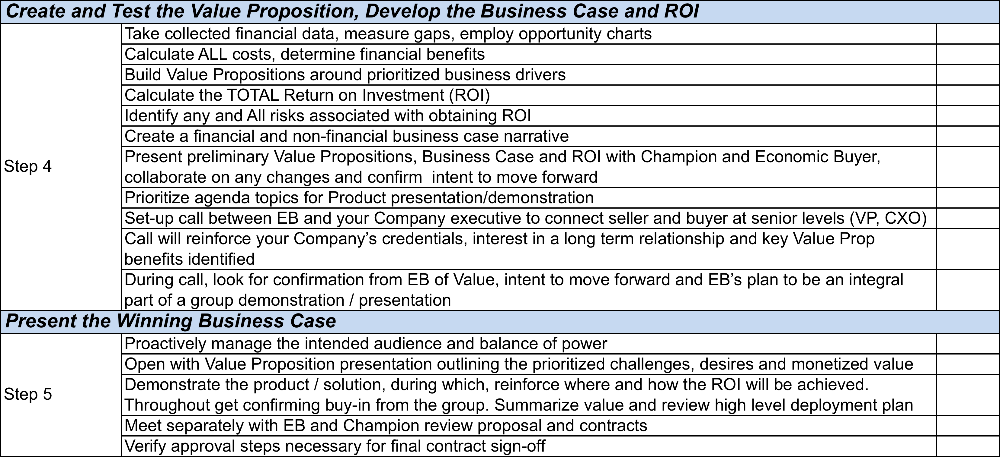 Create and Test the Value Proposition, Develop the Business Case and ROI
Step 4
Take collected financial data, measure gaps, employ opportunity charts
Calculate ALL costs, determine financial benefits
Build Value Propositions around prioritized business drivers
Calculate the TOTAL Return on Investment (ROI)
Identify any and All risks associated with obtaining ROI
Create a financial and non-financial business case narrative
Present preliminary Value Propositions, Business Case and ROI with Champion and Economic Buyer,
collaborate on any changes and confirm  intent to move forward
Prioritize agenda topics for Product presentation/demonstration
Set-up call between EB and your Company executive to connect seller and buyer at senior levels (VP, CXO)
Call will reinforce your Company’s credentials, interest in a long term relationship and key Value Prop
benefits identified
During call, look for confirmation from EB of Value, intent to move forward and EB’s plan to be an integral
part of a group demonstration / presentation
Present the Winning Business Case
Step 5
Proactively manage the intended audience and balance of power
Open with Value Proposition presentation outlining the prioritized challenges, desires and monetized value
Demonstrate the product / solution, during which, reinforce where and how the ROI will be achieved.
Throughout get confirming buy-in from the group. Summarize value and review high level deployment plan
Meet separately with EB and Champion review proposal and contracts
Verify approval steps necessary for final contract sign-off